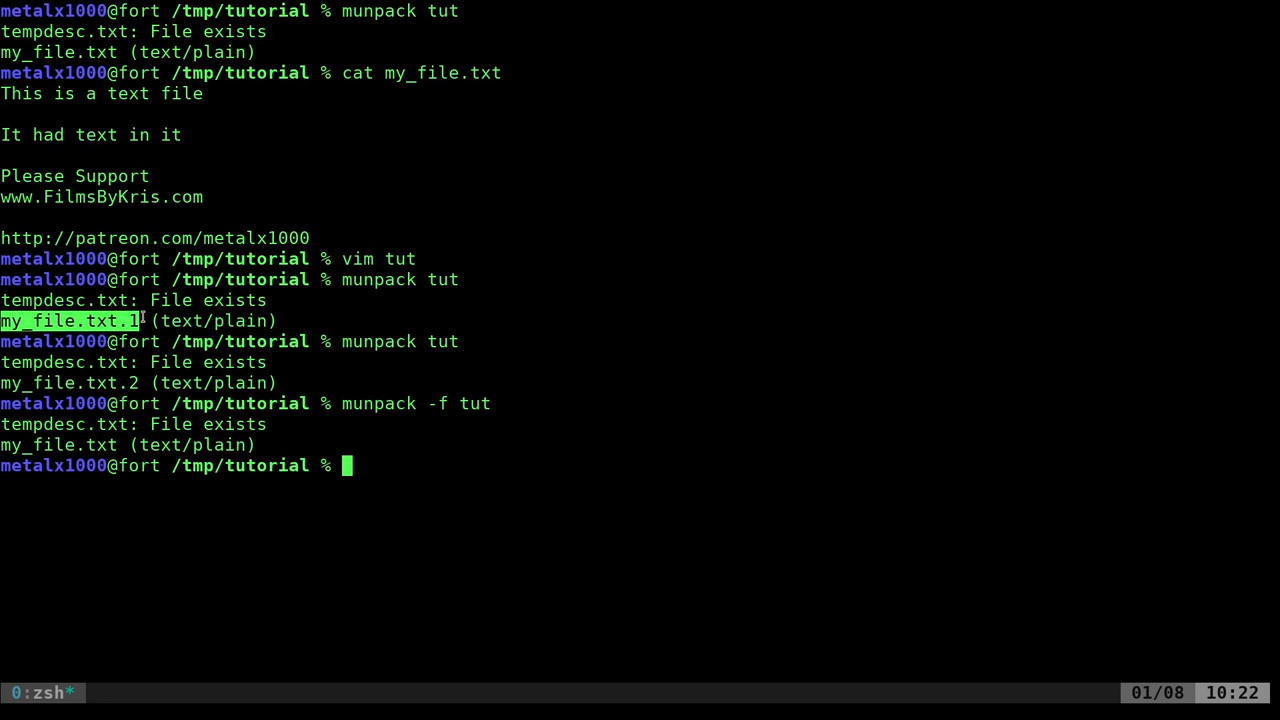 metalx1000@fort /tmp/tutorial % munpack tut
tempdesc.txt: File exists
my_file.txt (text/plain)
metalx1000@fort /tmp/tutorial % cat my_file.txt
This is a text file
It had text in it
Please Support
www.FilmsByKris.com
http://patreon.com/metalx1000
metalx1000@fort /tmp/tutorial % vim tut
metalx1000@fort /tmp/tutorial % munpack tut
tempdesc.txt: File exists
my_file.txt.1 (text/plain)
metalx1000@fort /tmp/tutorial % munpack tut
tempdesc.txt: File exists
my_file.txt.2 (text/plain)
metalx1000@fort /tmp/tutorial % munpack -f tut
tempdesc.txt: File exists
my_file.txt (text/plain)
metalx1000@fort /tmp/tutorial %
0:zsh* 01/08 10:22